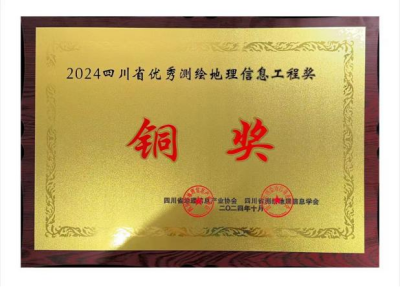 2024四川省优秀测绘地理信息工程奖
铜奖
四川省地理信息产业协会 四川省测绘地理信息学会
二〇二四年十月